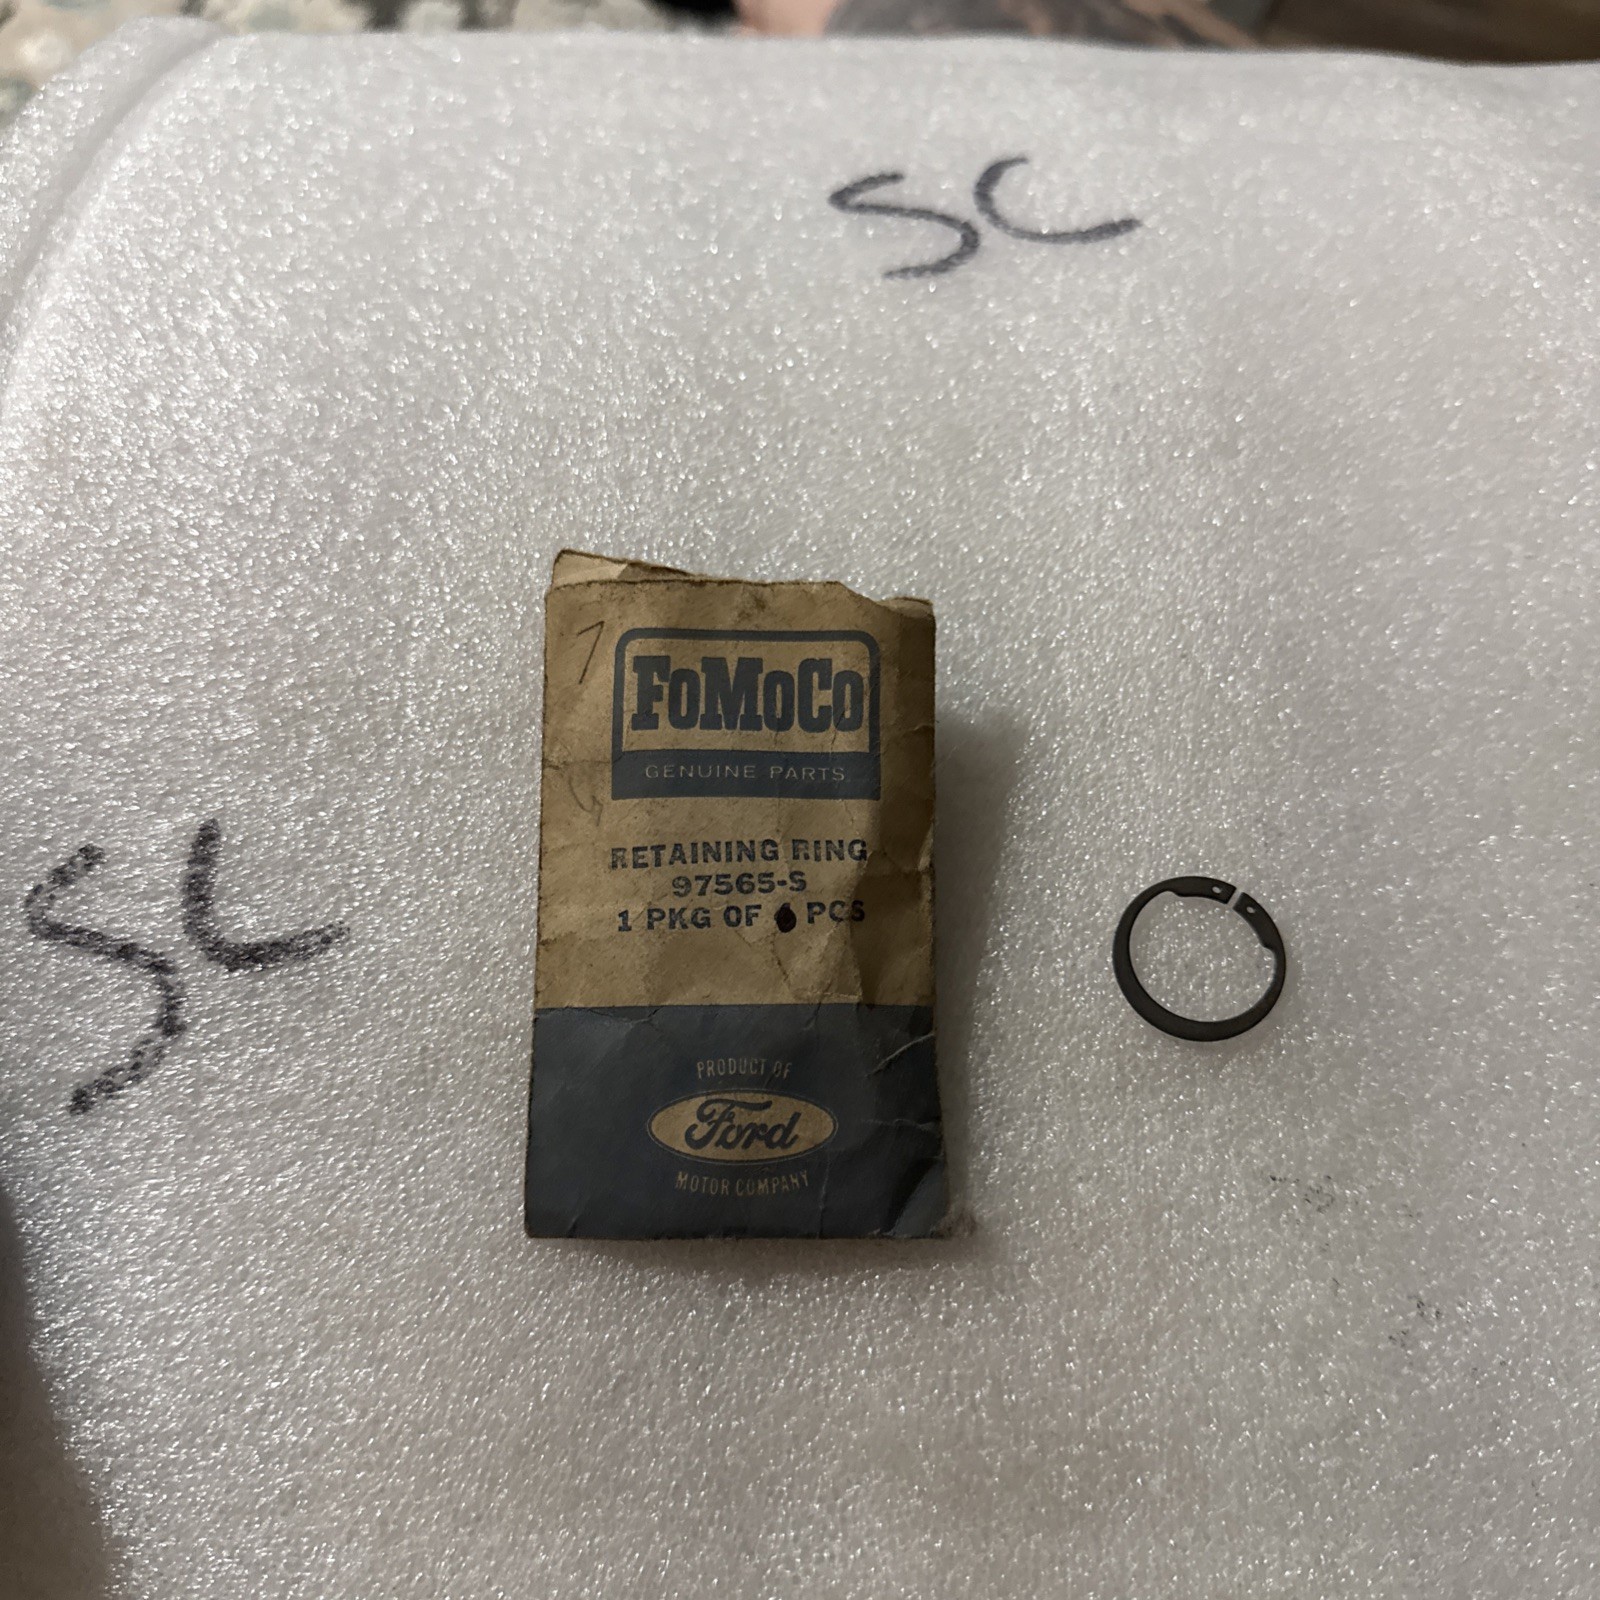 SC
SC
7
FoMoCo
GENUINE PARTS
RETAINING RING
97565-S
1 PKG OF PCS
PRODUCT OF
Ford
MOTOR COMPANY